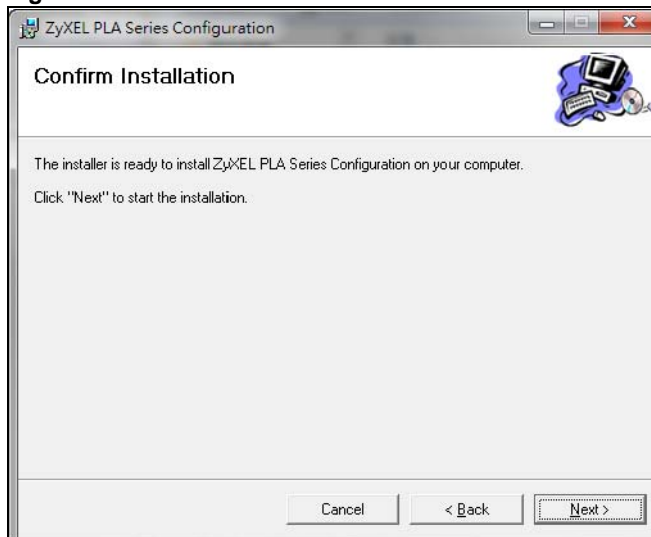 ZyXEL PLA Series Configuration
Confirm Installation
The installer is ready to install ZyXEL PLA Series Configuration on your computer.
Click "Next" to start the installation.
Cancel
< Back
Next >